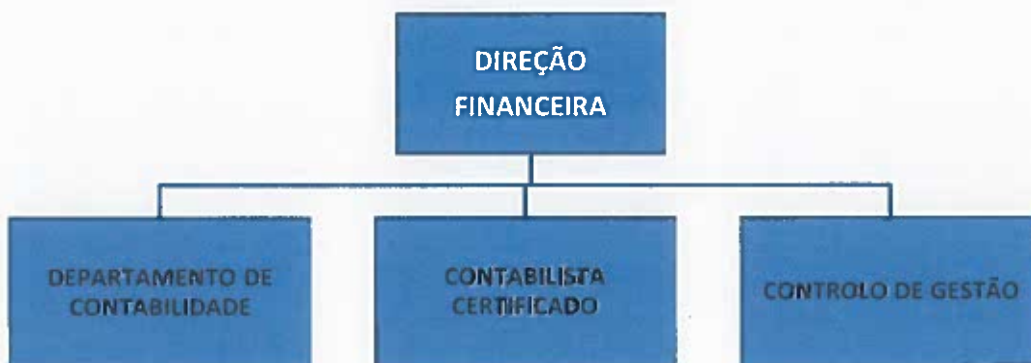 DIREÇÃO
FINANCEIRA
DEPARTAMENTO DE
CONTABILIDADE
CONTABILISTA
CERTIFICADO
CONTROLO DE GESTÃO